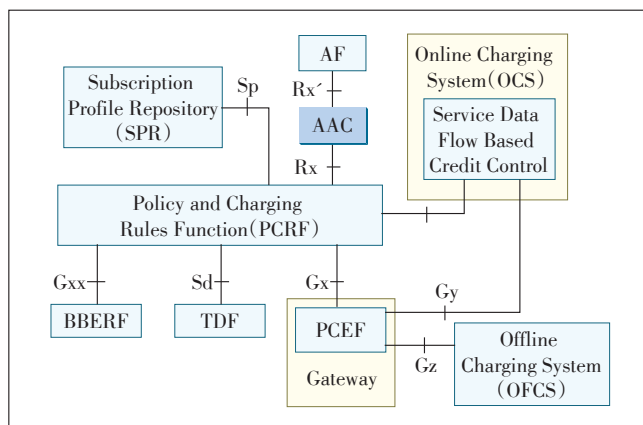 AF
Online Charging
System(OCS)
Subscription
Profile Repository
(SPR)
Sp
Rx´
AAC
Service Data
Flow Based
Credit Control
Rx
Policy and Charging
Rules Function(PCRF)
Gxx
Sd
Gx
Gy
BBERF
TDF
PCEF
Gateway
Gz
Offline
Charging System
(OFCS)